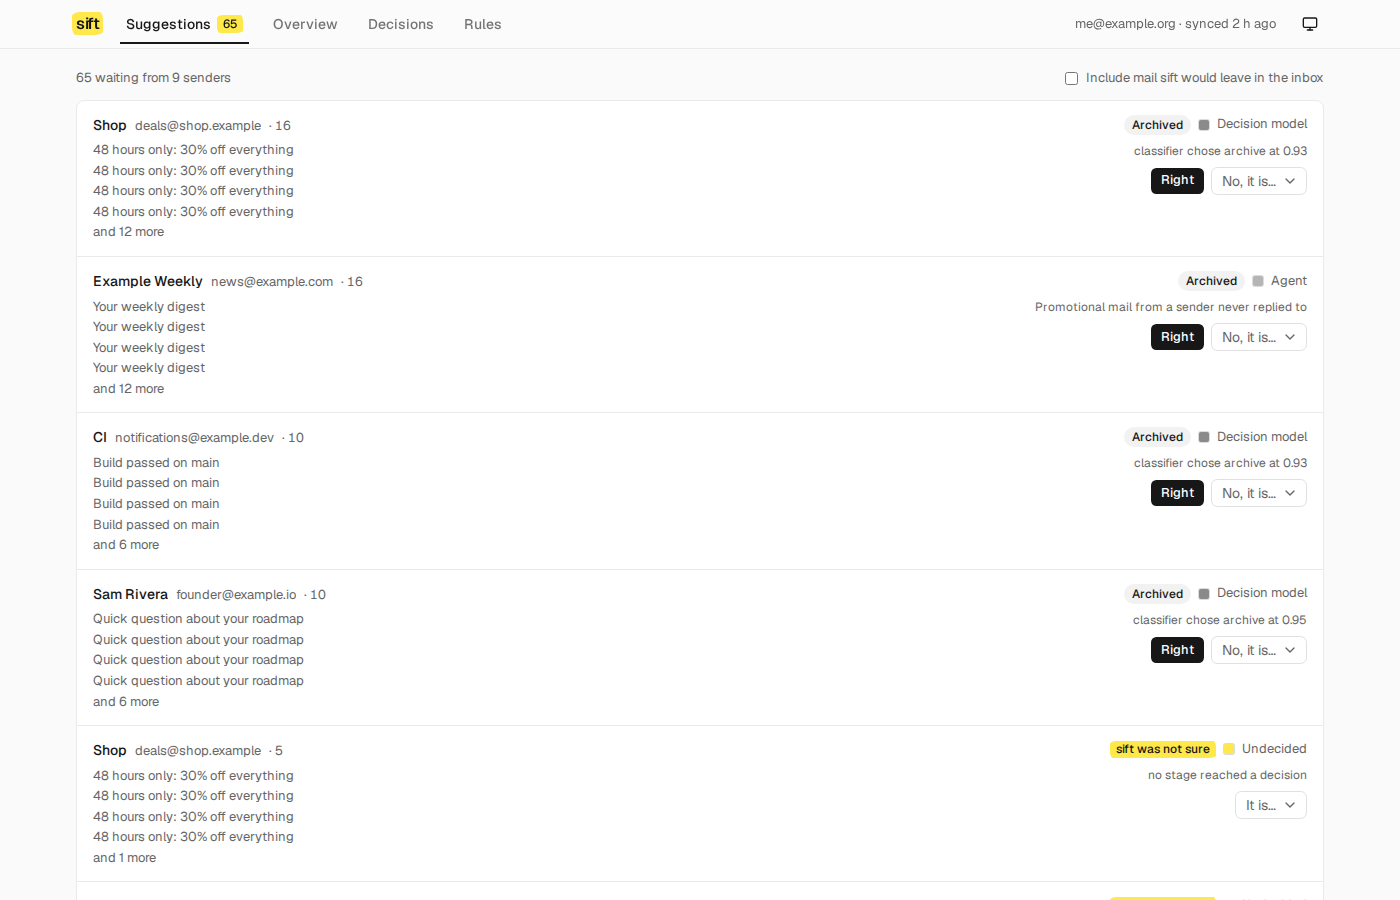 sift Suggestions 65 Overview Decisions Rules me@example.org · synced 2 h ago
65 waiting from 9 senders Include mail sift would leave in the inbox
Shop deals@shop.example · 16 Archived Decision model
48 hours only: 30% off everything classifier chose archive at 0.93
48 hours only: 30% off everything Right No, it is...
48 hours only: 30% off everything
48 hours only: 30% off everything
and 12 more
Example Weekly news@example.com · 16 Archived Agent
Your weekly digest Promotional mail from a sender never replied to
Your weekly digest Right No, it is...
Your weekly digest
Your weekly digest
and 12 more
CI notifications@example.dev · 10 Archived Decision model
Build passed on main classifier chose archive at 0.93
Build passed on main Right No, it is...
Build passed on main
Build passed on main
and 6 more
Sam Rivera founder@example.io · 10 Archived Decision model
Quick question about your roadmap classifier chose archive at 0.95
Quick question about your roadmap Right No, it is...
Quick question about your roadmap
Quick question about your roadmap
and 6 more
Shop deals@shop.example · 5 sift was not sure Undecided
48 hours only: 30% off everything no stage reached a decision
48 hours only: 30% off everything It is...
48 hours only: 30% off everything
48 hours only: 30% off everything
and 1 more